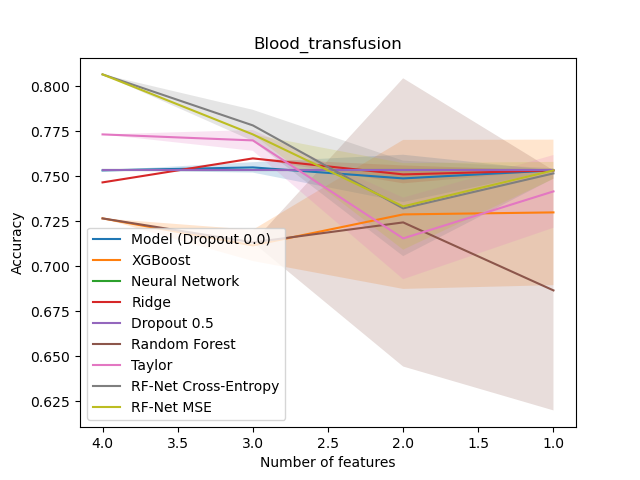 Blood_transfusion
0.800
0.775
0.750
0.725
0.700
0.675
0.650
0.625
Accuracy
Model (Dropout 0.0)
XGBoost
Neural Network
Ridge
Dropout 0.5
Random Forest
Taylor
RF-Net Cross-Entropy
RF-Net MSE
4.0 3.5 3.0 2.5 2.0 1.5 1.0
Number of features